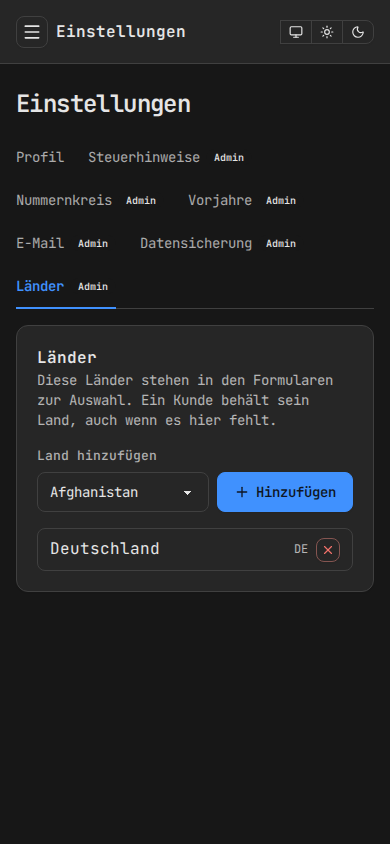 Einstellungen
Einstellungen
Profil Steuerhinweise Admin
Nummernkreis Admin Vorjahre Admin
E-Mail Admin Datensicherung Admin
Länder Admin
Länder
Diese Länder stehen in den Formularen
zur Auswahl. Ein Kunde behält sein
Land, auch wenn es hier fehlt.
Land hinzufügen
Afghanistan Hinzufügen
Deutschland DE